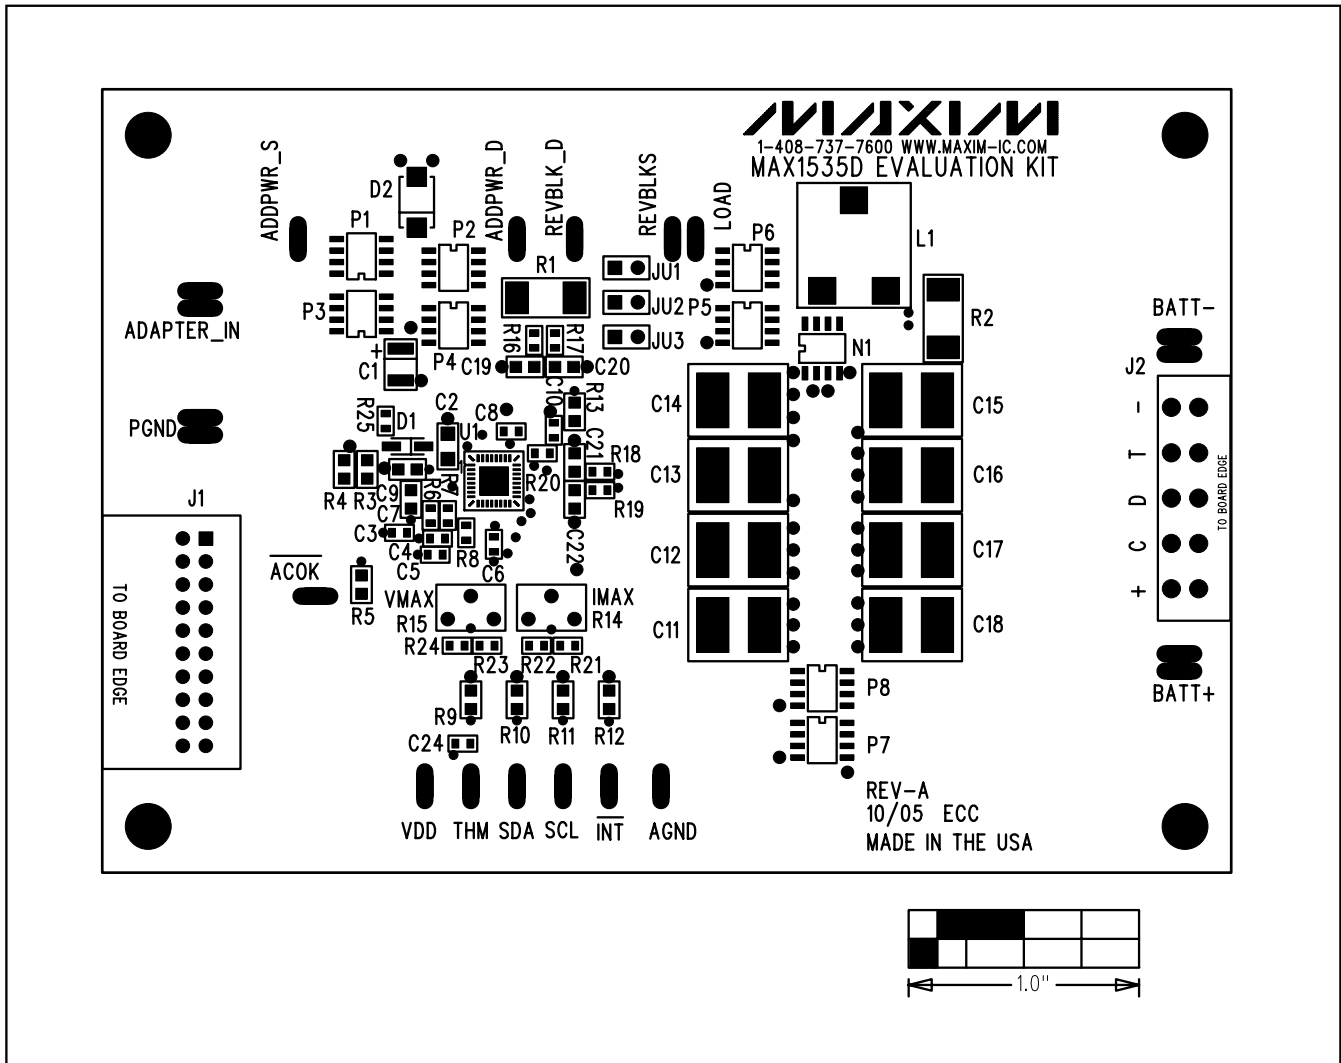 MAXIM
1-408-737-7600 WWW.MAXIM-IC.COM
MAX1535D EVALUATION KIT
ADDPWR_S
D2
ADDPWR_D
REVBLK_D
REVBLKS
LOAD
P1
P2
P6
L1
R1
JU1
P3
JU2
P5
R2
BATT-
ADAPTER_IN
R16
R17
JU3
N1
P4
+
C1
C19
C20
J2
C10
R13
C14
C15
-
R25
D1
C2
C8
PGND
U1
C21
R18
C13
C16
T
TO BOARD EDGE
R4
R3
C9
R6
R7
R20
R19
D
J1
C7
C3
C4
C5
R8
C6
C22
C12
C17
C
ACOK
R5
VMAX
R15
IMAX
R14
+
C11
C18
TO BOARD EDGE
R24
R23
R22
R21
P8
BATT+
R9
R10
R11
R12
C24
P7
REV-A
10/05 ECC
MADE IN THE USA
VDD
THM
SDA
SCL
INT
AGND
1.0"